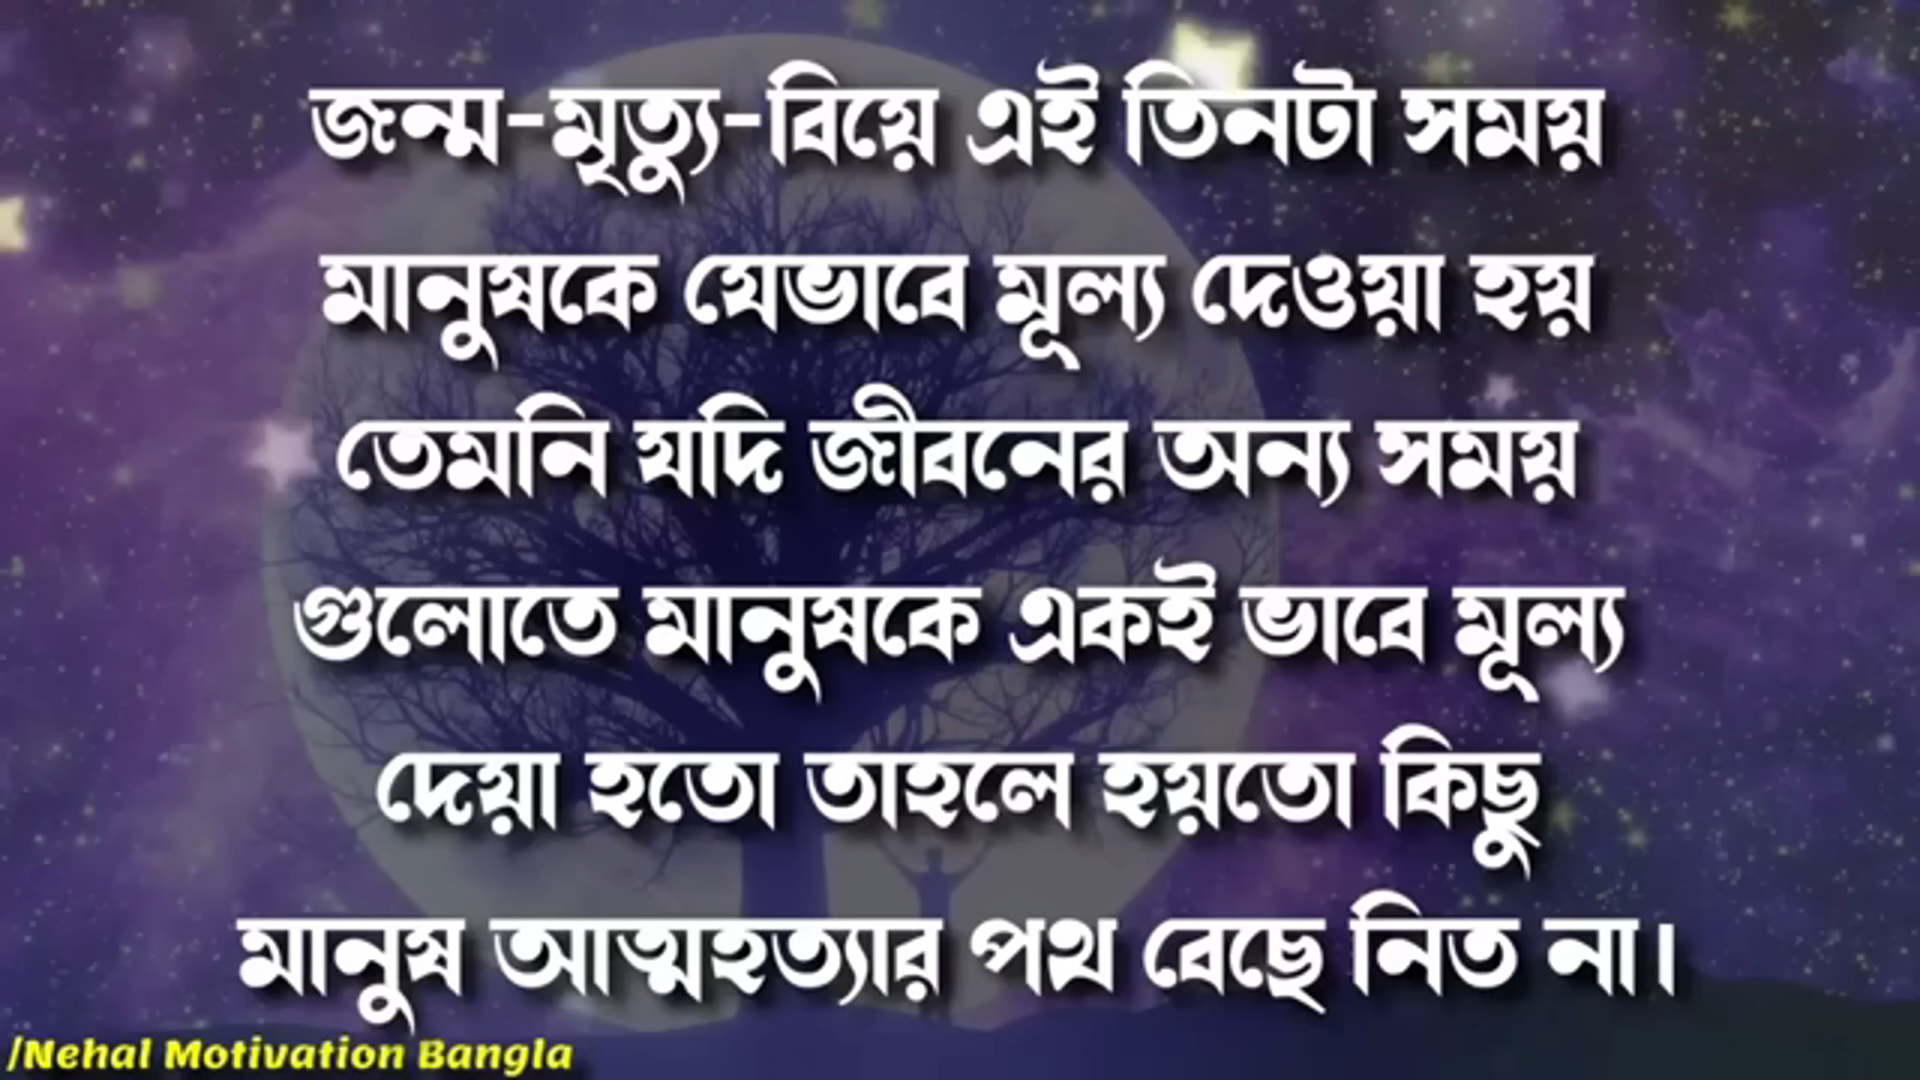 জন্ম-মৃত্যু-বিয়ে এই তিনটা সময়
মানুষকে যেভাবে মূল্য দেওয়া হয়
তেমনি যদি জীবনের অন্য সময়
গুলোতে মানুষকে একই ভাবে মূল্য
দেয়া হতো তাহলে হয়তো কিছু
মানুষ আত্মহত্যার পথ বেছে নিত না।
/Nehal Motivation Bangla